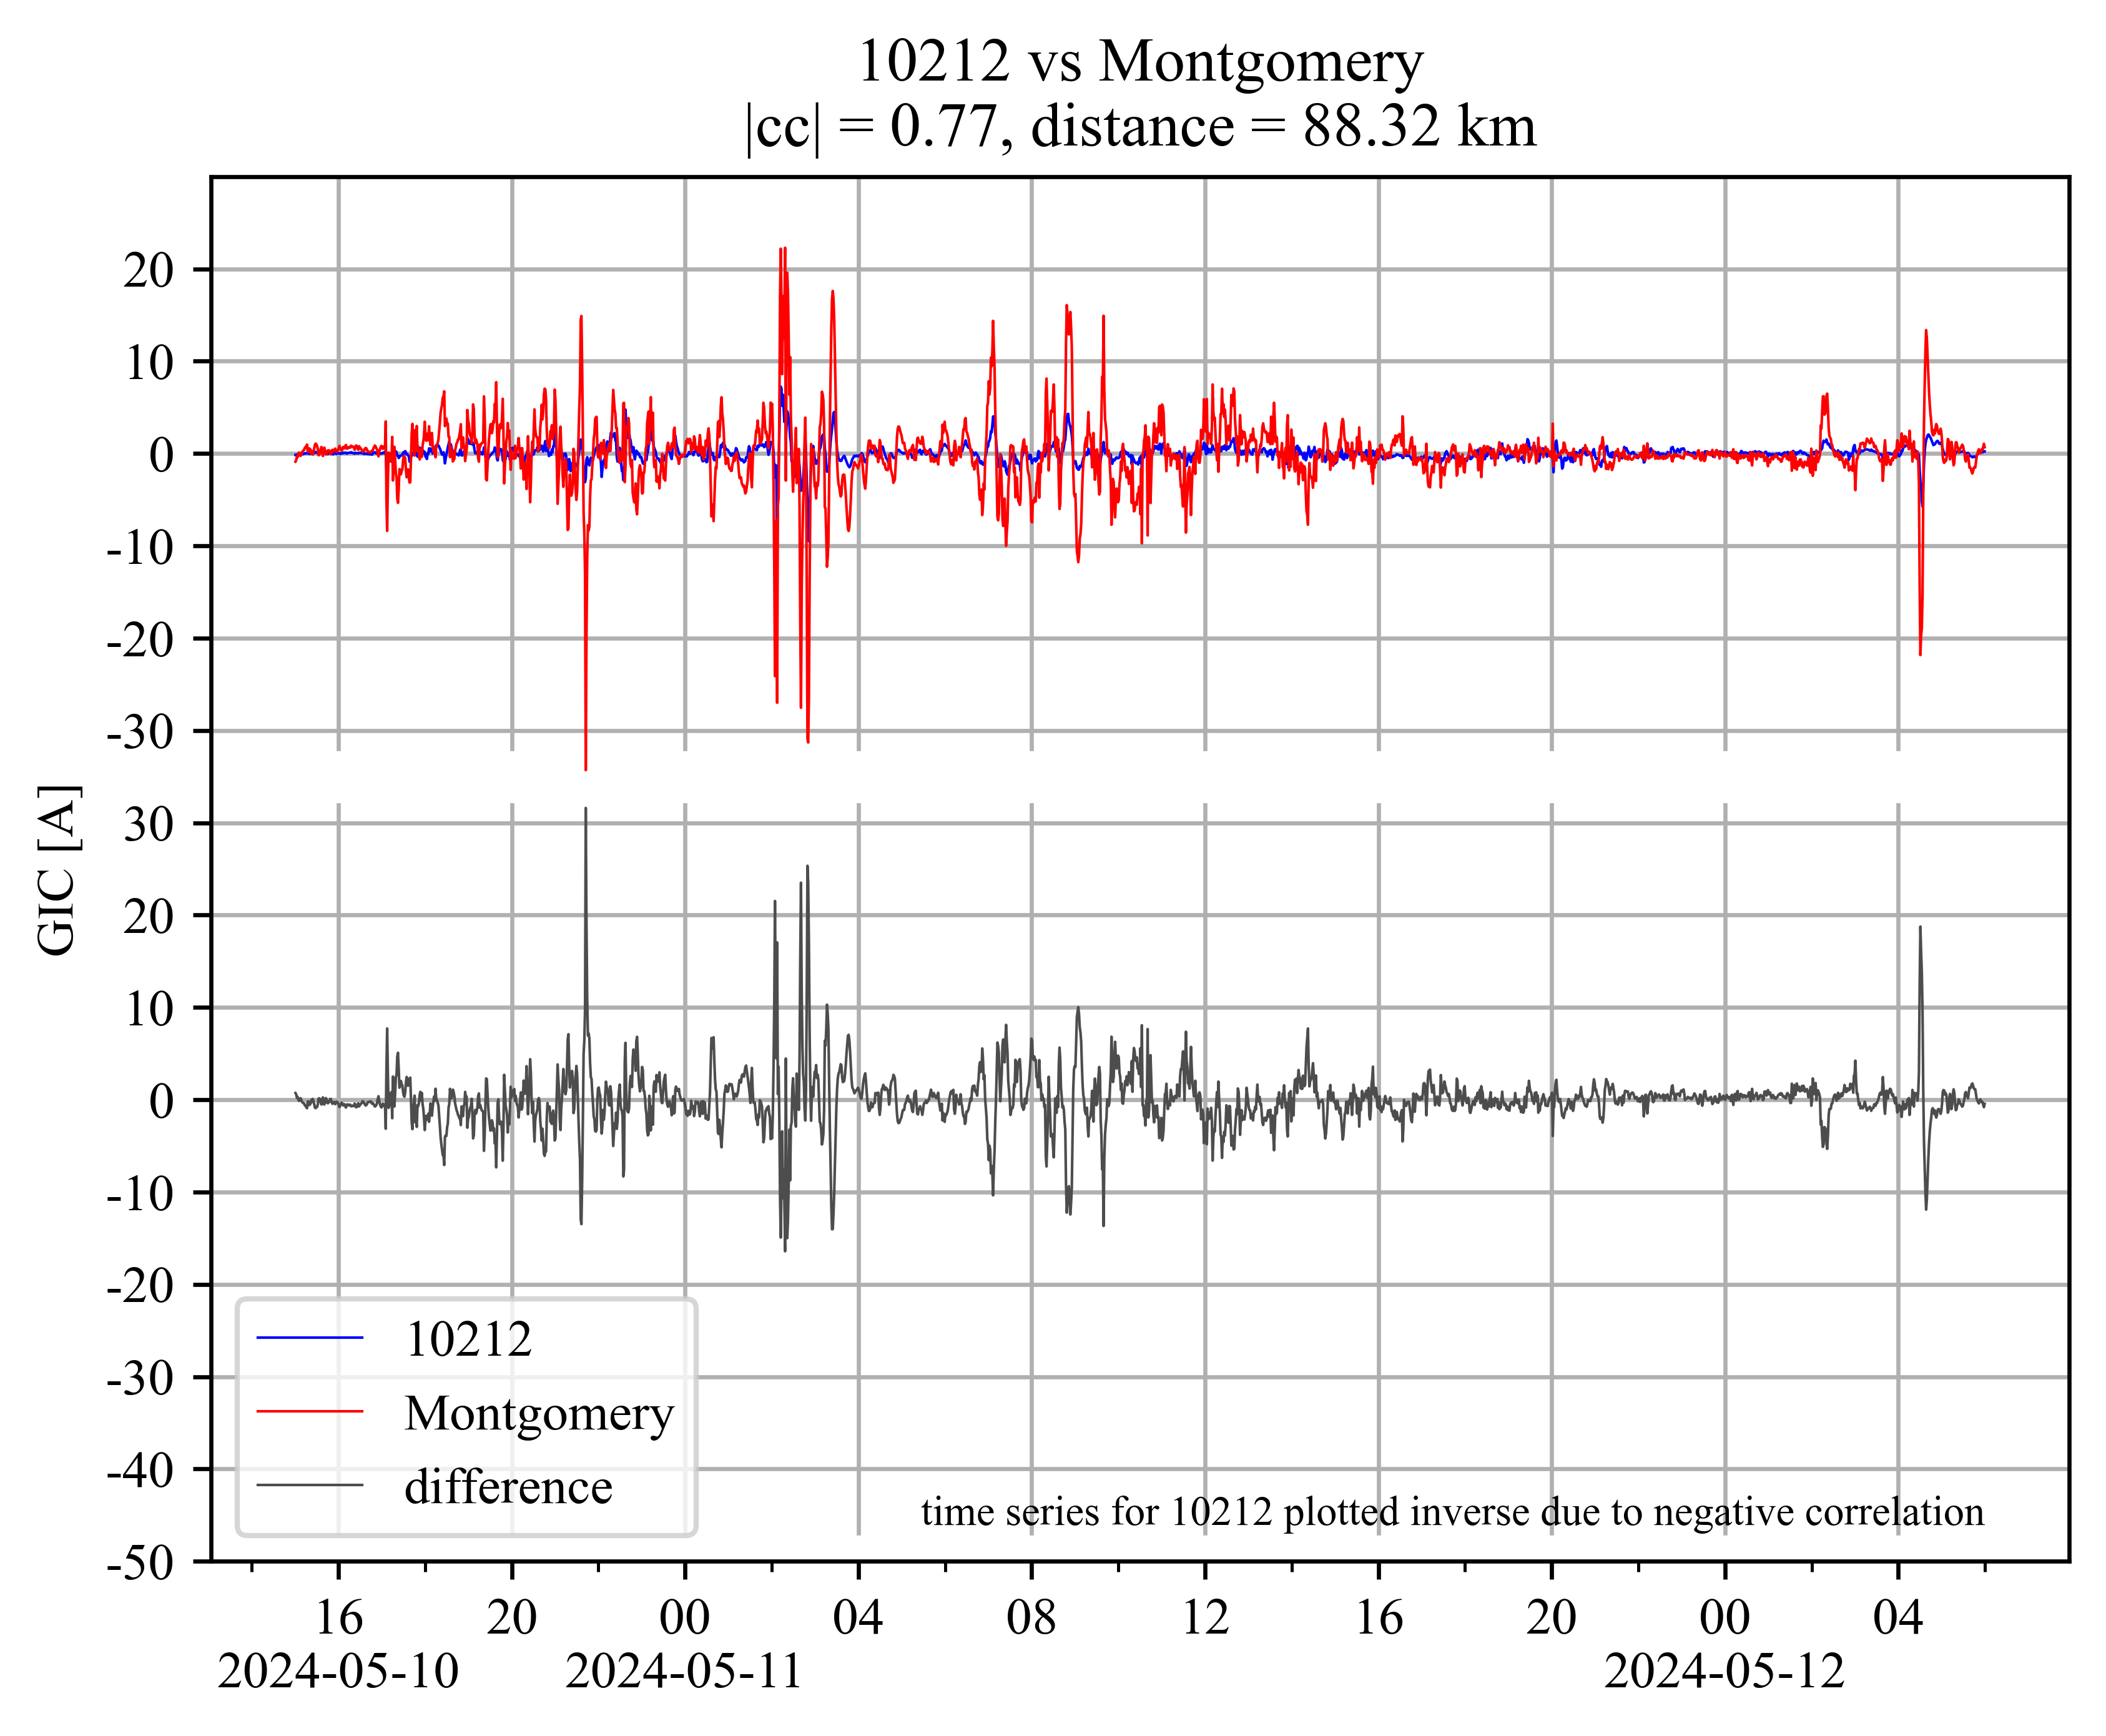 10212 vs Montgomery
|cc| = 0.77, distance = 88.32 km
GIC [A]
20
10
0
-10
-20
-30
30
20
10
0
-10
-20
-30
-40
-50
10212
Montgomery
difference
time series for 10212 plotted inverse due to negative correlation
16 20 00 04 08 12 16 20 00 04
2024-05-10 2024-05-11 2024-05-12